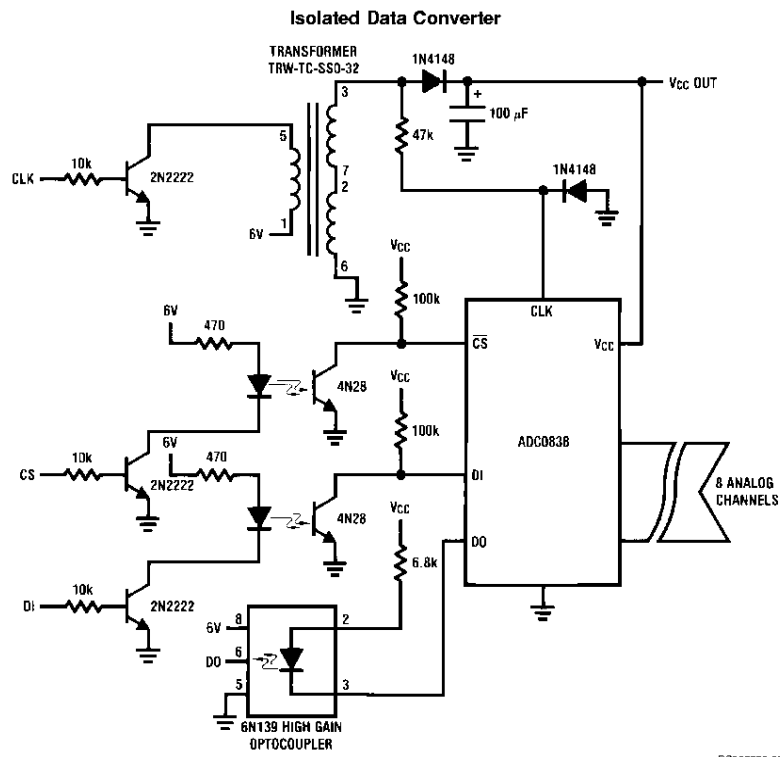 Isolated Data Converter
TRANSFORMER
TRW-TC-SSD-32
1N4148
3
VCC OUT
+
100 µF
5
47k
10k
CLK
2N2222
7
2
1N4148
1
6V
6
VCC
100k
CLK
6V
470
CS
VCC
4N28
VCC
ADC0838
100k
6V
470
10k
CS
2N2222
DI
8 ANALOG
CHANNELS
4N28
VCC
DO
6.8k
10k
DI
2N2222
6V
8
2
DO
6
5
3
6N139 HIGH GAIN
OPTOCOUPLER